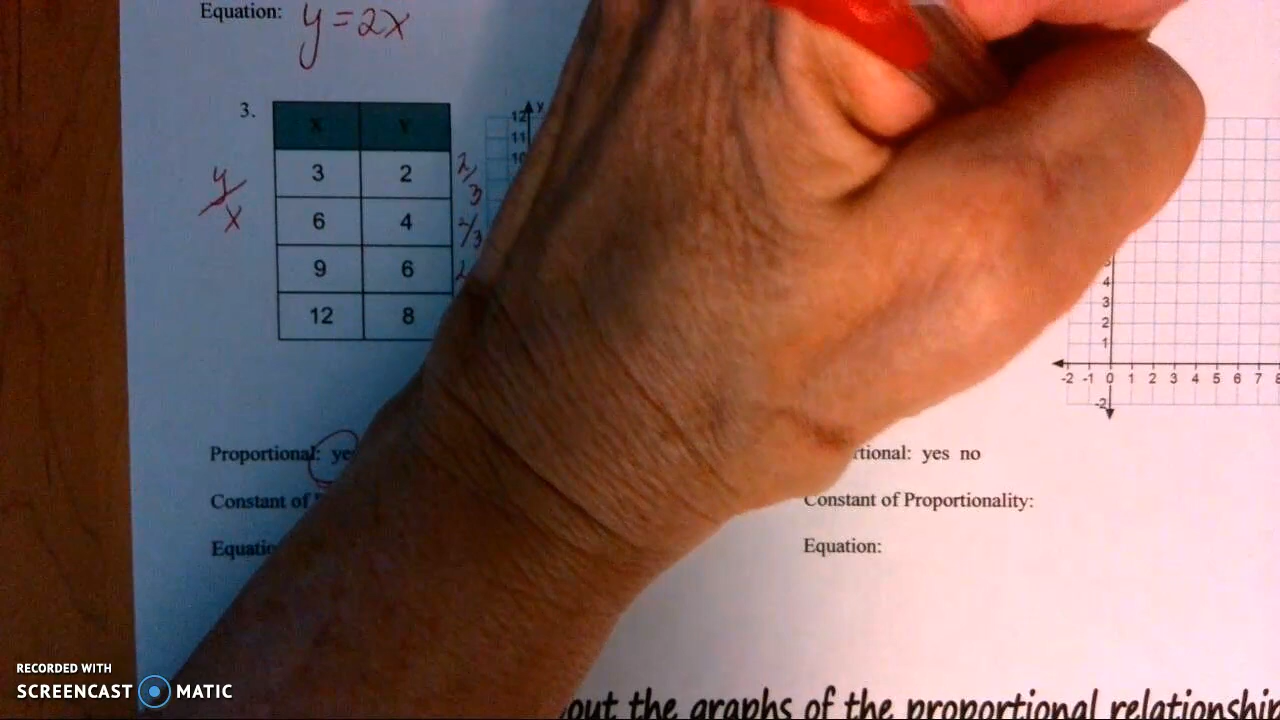 Equation: y = 2x
3.
X Y
3 2 2/3
y/x
6 4 2/3
9 6
12 8
12 y
11
10
5
4
3
2
1
-2 -1 0 1 2 3 4 5 6 7 8
-2
Proportional: yes
Constant of
Equatio
rtional: yes no
Constant of Proportionality:
Equation:
out the graphs of the proportional relationship
RECORDED WITH
SCREENCAST MATIC